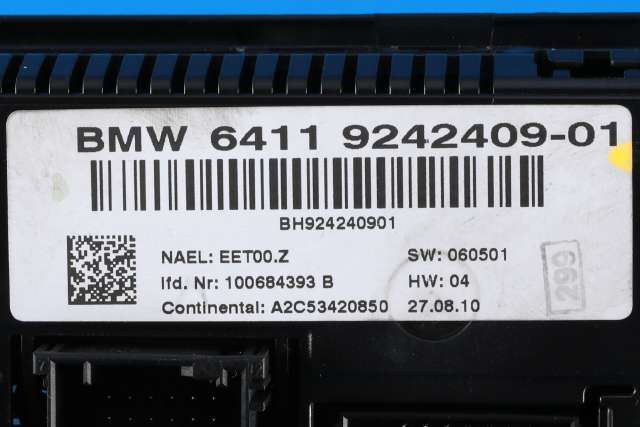 BMW 6411 9242409-01
BH924240901
NAEL: EET00.Z SW: 060501
lfd. Nr: 100684393 B HW: 04
Continental: A2C53420850 27.08.10
299